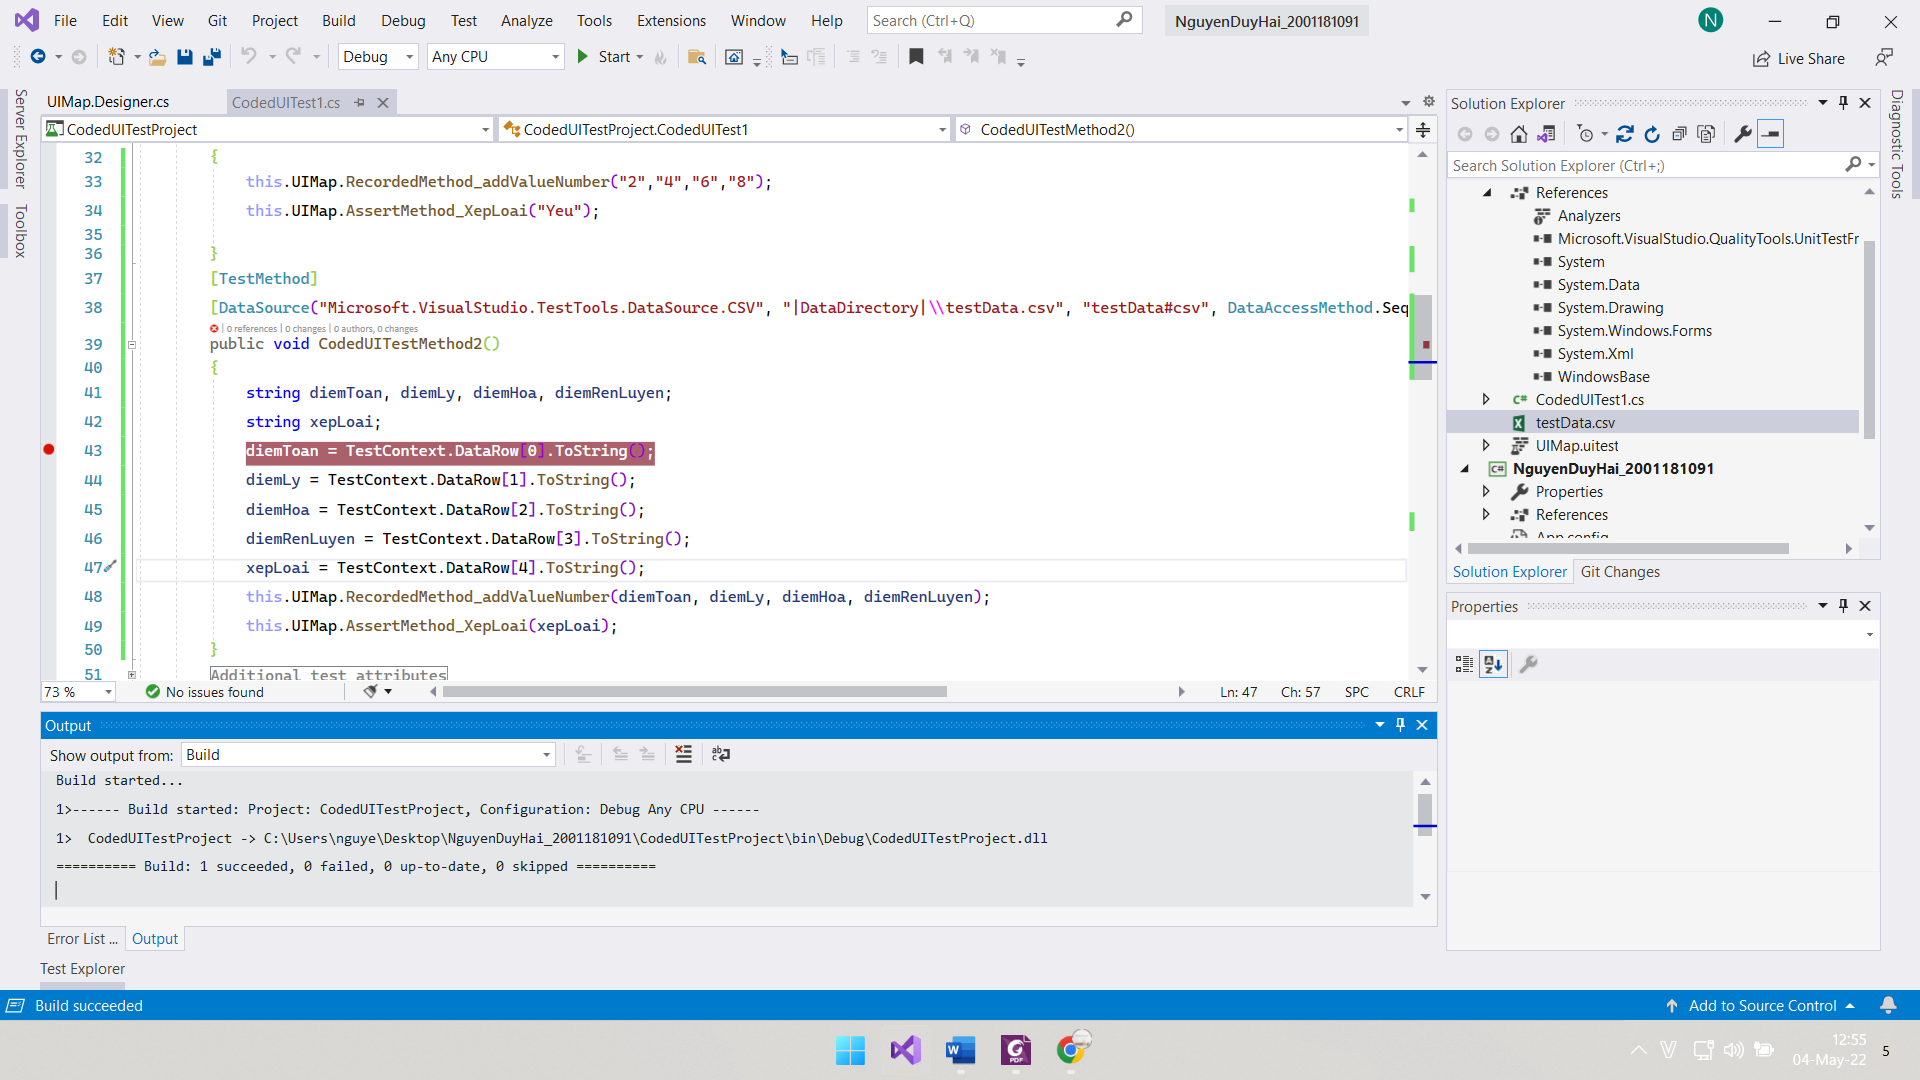 File Edit View Git Project Build Debug Test Analyze Tools Extensions Window Help Search (Ctrl+Q) NguyenDuyHai_2001181091 N
Debug Any CPU Start Live Share
Server Explorer
Toolbox
UIMap.Designer.cs CodedUITest1.cs
CodedUITestProject CodedUITestProject.CodedUITest1 CodedUITestMethod2()
32 {
33 this.UIMap.RecordedMethod_addValueNumber("2","4","6","8");
34 this.UIMap.AssertMethod_XepLoai("Yeu");
35
36 }
37 [TestMethod]
38 [DataSource("Microsoft.VisualStudio.TestTools.DataSource.CSV", "|DataDirectory|\\testData.csv", "testData#csv", DataAccessMethod.Seq
0 references | 0 changes | 0 authors, 0 changes
39 public void CodedUITestMethod2()
40 {
41 string diemToan, diemLy, diemHoa, diemRenLuyen;
42 string xepLoai;
43 diemToan = TestContext.DataRow[0].ToString();
44 diemLy = TestContext.DataRow[1].ToString();
45 diemHoa = TestContext.DataRow[2].ToString();
46 diemRenLuyen = TestContext.DataRow[3].ToString();
47 xepLoai = TestContext.DataRow[4].ToString();
48 this.UIMap.RecordedMethod_addValueNumber(diemToan, diemLy, diemHoa, diemRenLuyen);
49 this.UIMap.AssertMethod_XepLoai(xepLoai);
50 }
51 Additional test attributes
73 % No issues found Ln: 47 Ch: 57 SPC CRLF
Output
Show output from: Build
Build started...
1>------ Build started: Project: CodedUITestProject, Configuration: Debug Any CPU ------
1>  CodedUITestProject -> C:\Users\nguye\Desktop\NguyenDuyHai_2001181091\CodedUITestProject\bin\Debug\CodedUITestProject.dll
========== Build: 1 succeeded, 0 failed, 0 up-to-date, 0 skipped ==========
Error List ... Output
Test Explorer
Solution Explorer
Search Solution Explorer (Ctrl+;)
References
Analyzers
Microsoft.VisualStudio.QualityTools.UnitTestFr
System
System.Data
System.Drawing
System.Windows.Forms
System.Xml
WindowsBase
CodedUITest1.cs
testData.csv
UIMap.uitest
NguyenDuyHai_2001181091
Properties
References
App.config
Solution Explorer Git Changes
Properties
Diagnostic Tools
Build succeeded Add to Source Control
12:55
04-May-22 5